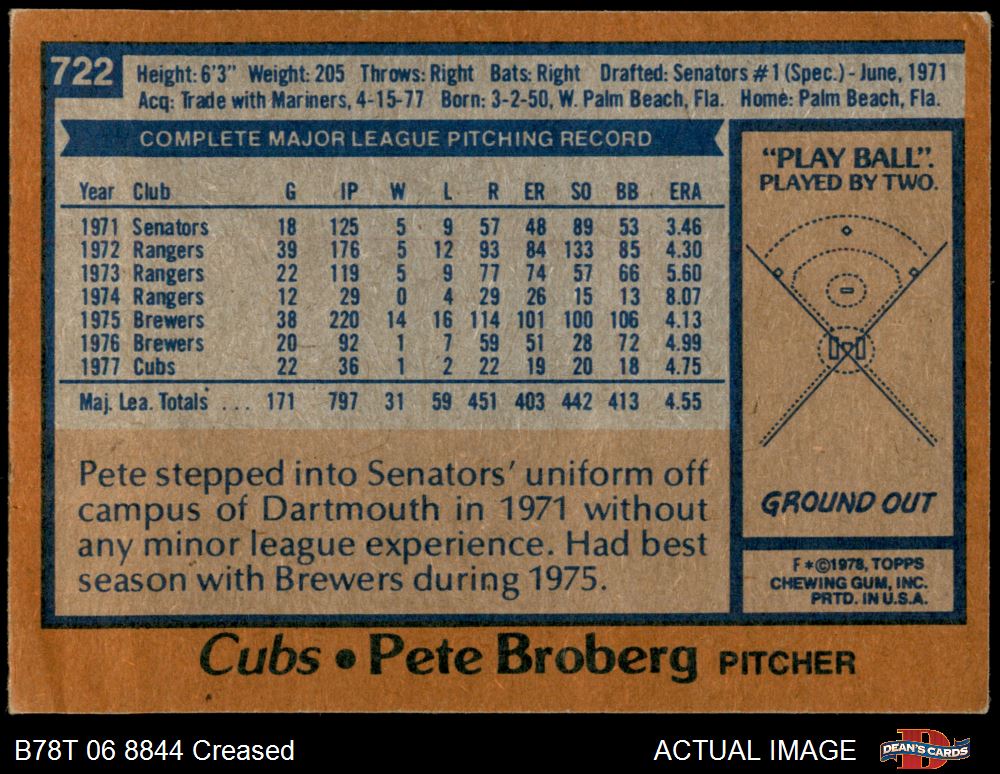 722
Height: 6'3" Weight: 205 Throws: Right Bats: Right Drafted: Senators #1 (Spec.) - June, 1971
Acq: Trade with Mariners, 4-15-77 Born: 3-2-50, W. Palm Beach, Fla. Home: Palm Beach, Fla.
COMPLETE MAJOR LEAGUE PITCHING RECORD
Year Club G IP W L R ER SO BB ERA
1971 Senators 18 125 5 9 57 48 89 53 3.46
1972 Rangers 39 176 5 12 93 84 133 85 4.30
1973 Rangers 22 119 5 9 77 74 57 66 5.60
1974 Rangers 12 29 0 4 29 26 15 13 8.07
1975 Brewers 38 220 14 16 114 101 100 106 4.13
1976 Brewers 20 92 1 7 59 51 28 72 4.99
1977 Cubs 22 36 1 2 22 19 20 18 4.75
Maj. Lea. Totals ... 171 797 31 59 451 403 442 413 4.55
Pete stepped into Senators' uniform off
campus of Dartmouth in 1971 without
any minor league experience. Had best
season with Brewers during 1975.
"PLAY BALL".
PLAYED BY TWO.
GROUND OUT
F*©1978, TOPPS
CHEWING GUM, INC.
PRTD. IN U.S.A.
Cubs • Pete Broberg PITCHER
B78T 06 8844 Creased
ACTUAL IMAGE
DEAN'S CARDS